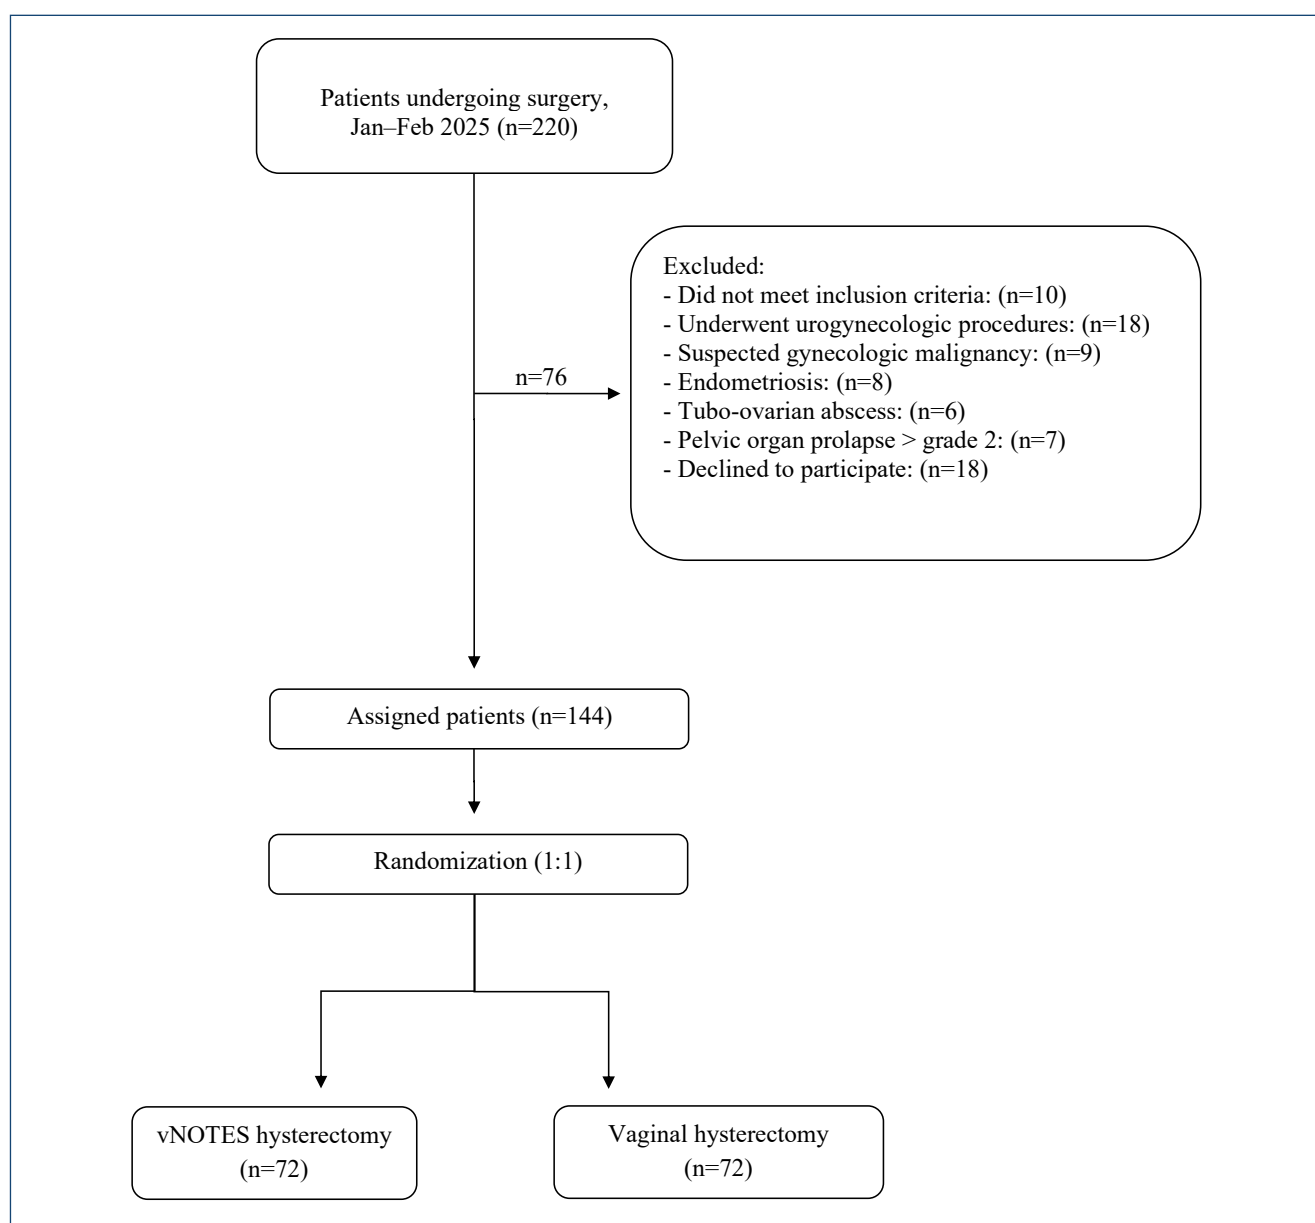 Patients undergoing surgery,
Jan–Feb 2025 (n=220)
n=76
Excluded:
- Did not meet inclusion criteria: (n=10)
- Underwent urogynecologic procedures: (n=18)
- Suspected gynecologic malignancy: (n=9)
- Endometriosis: (n=8)
- Tubo-ovarian abscess: (n=6)
- Pelvic organ prolapse > grade 2: (n=7)
- Declined to participate: (n=18)
Assigned patients (n=144)
Randomization (1:1)
vNOTES hysterectomy
(n=72)
Vaginal hysterectomy
(n=72)